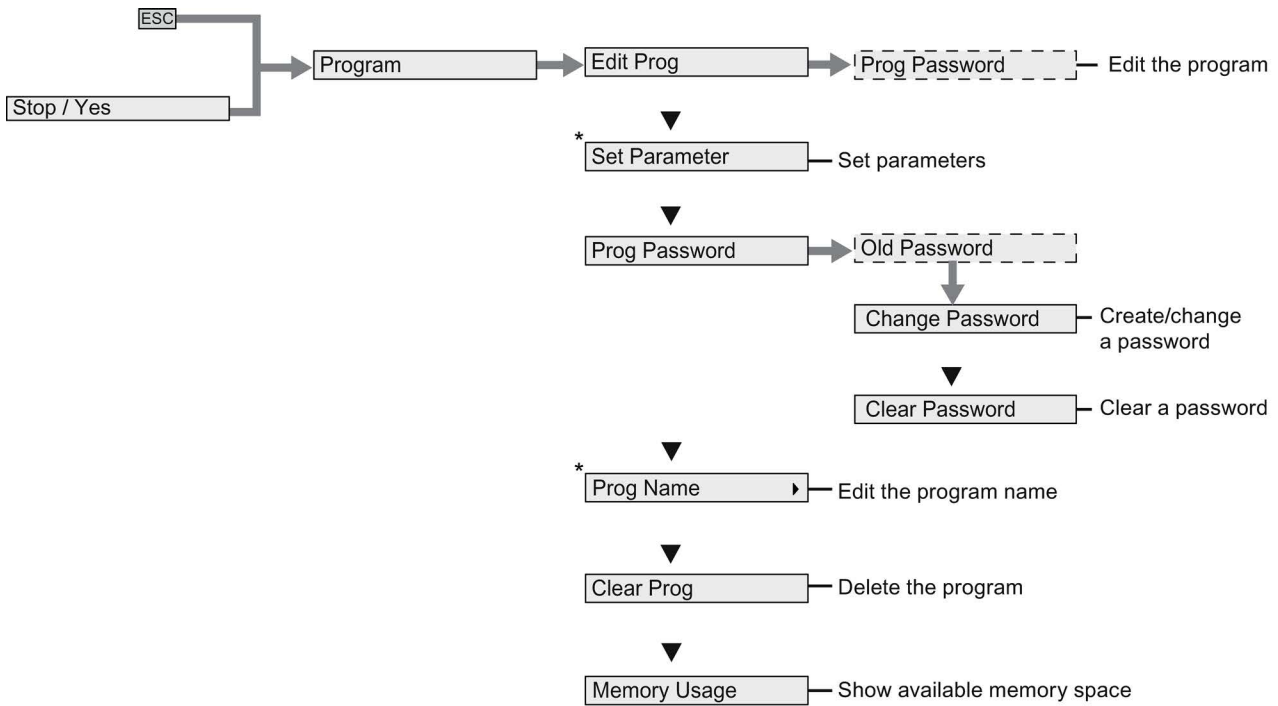 ESC
Stop / Yes
Program
Edit Prog
Prog Password
Edit the program
*
Set Parameter
Set parameters
Prog Password
Old Password
Change Password
Create/change
a password
Clear Password
Clear a password
*
Prog Name
Edit the program name
Clear Prog
Delete the program
Memory Usage
Show available memory space